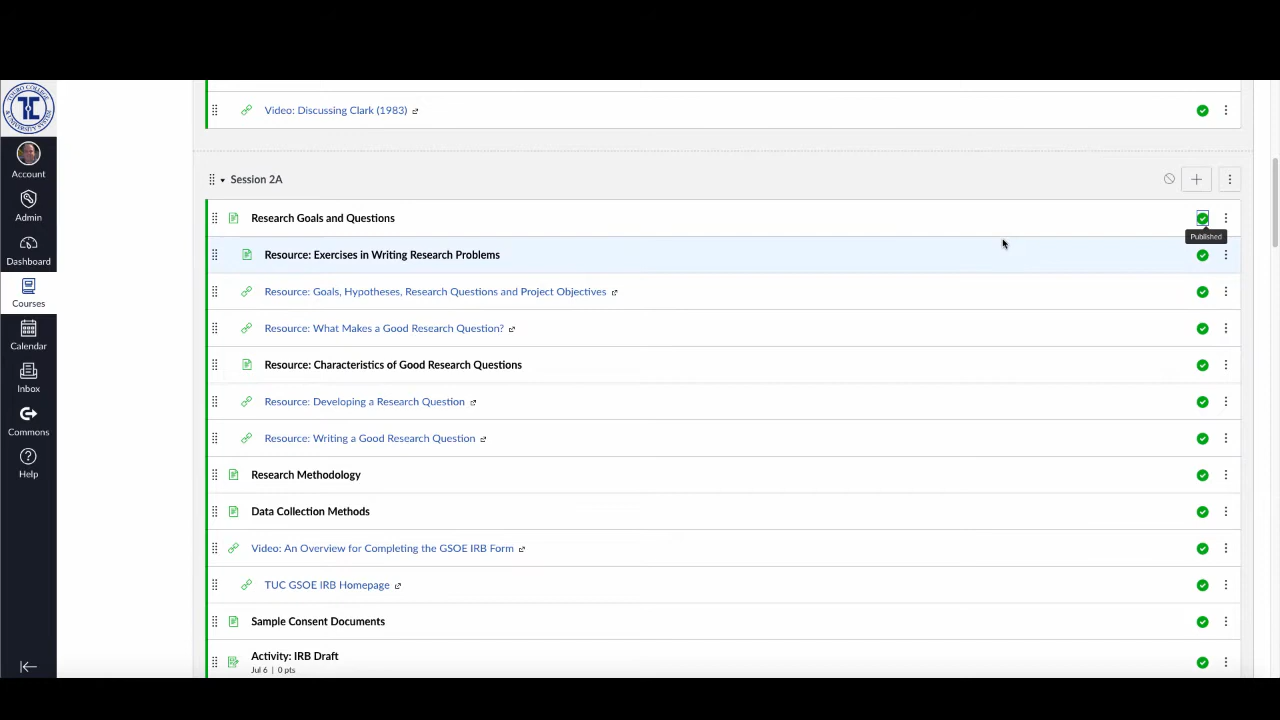 Video: Discussing Clark (1983)
TC
Account
Admin
Dashboard
Courses
Calendar
Inbox
Commons
Help
Session 2A
Research Goals and Questions
Published
Resource: Exercises in Writing Research Problems
Resource: Goals, Hypotheses, Research Questions and Project Objectives
Resource: What Makes a Good Research Question?
Resource: Characteristics of Good Research Questions
Resource: Developing a Research Question
Resource: Writing a Good Research Question
Research Methodology
Data Collection Methods
Video: An Overview for Completing the GSOE IRB Form
TUC GSOE IRB Homepage
Sample Consent Documents
Activity: IRB Draft
Jul 6 | 0 pts